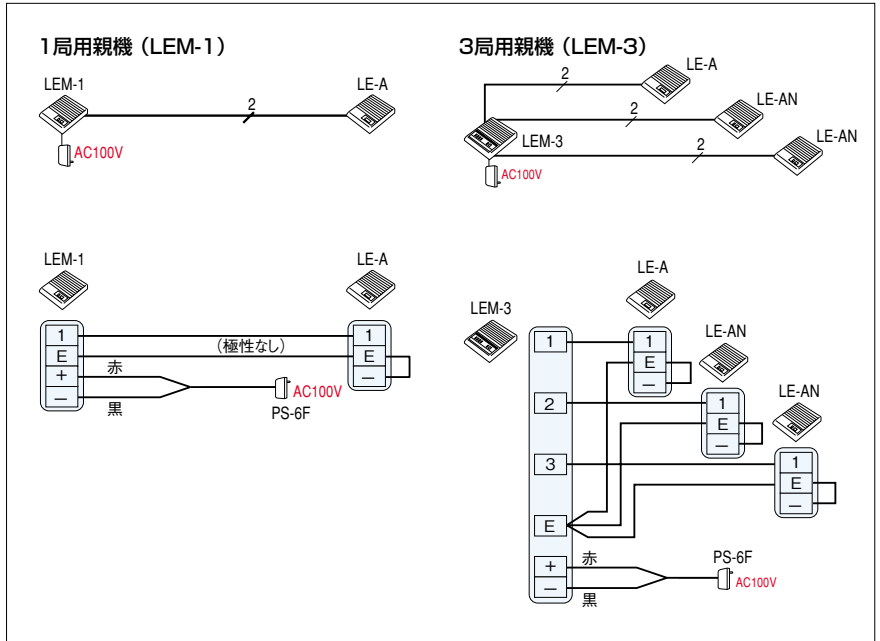 1局用親機（LEM-1）
LEM-1
LE-A
2
AC100V
3局用親機（LEM-3）
LE-A
2
LE-AN
2
LE-AN
LEM-3
2
AC100V
LEM-1
LE-A
1
E
+
−
（極性なし）
赤
黒
AC100V
PS-6F
1
E
−
LE-A
LEM-3
LE-AN
LE-AN
1
2
3
E
+
−
1
E
−
1
E
−
1
E
−
赤
黒
PS-6F
AC100V